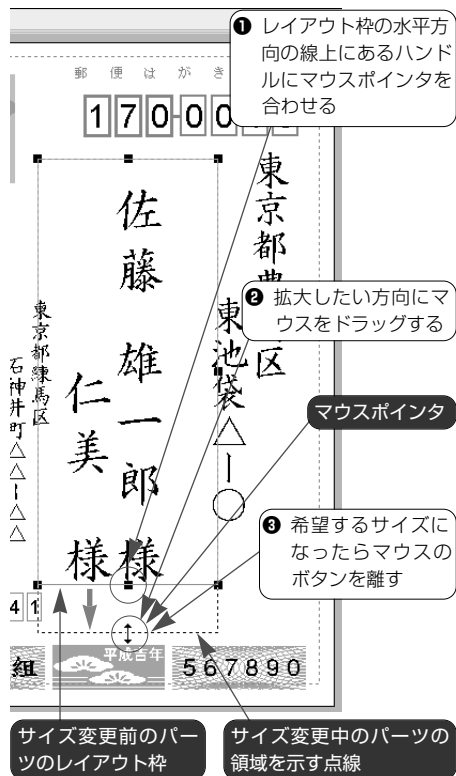 ❶ レイアウト枠の水平方
向の線上にあるハンド
ルにマウスポインタを
合わせる
郵便はがき
170-00
東京都豊
区
東池袋△ー○
❷ 拡大したい方向にマ
ウスをドラッグする
佐藤 雄一郎 様
仁美 様
東京都練馬区
石神井町△△ー△△
マウスポインタ
❸ 希望するサイズに
なったらマウスの
ボタンを離す
41
組
平成吉年
567890
サイズ変更前のパー
ツのレイアウト枠
サイズ変更中のパーツの
領域を示す点線